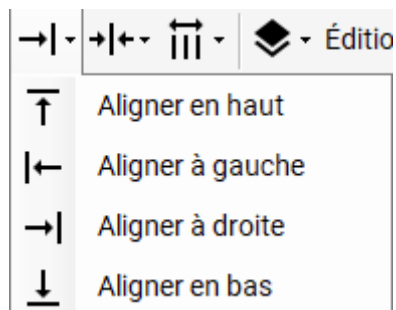 Éditio
Aligner en haut
Aligner à gauche
Aligner à droite
Aligner en bas